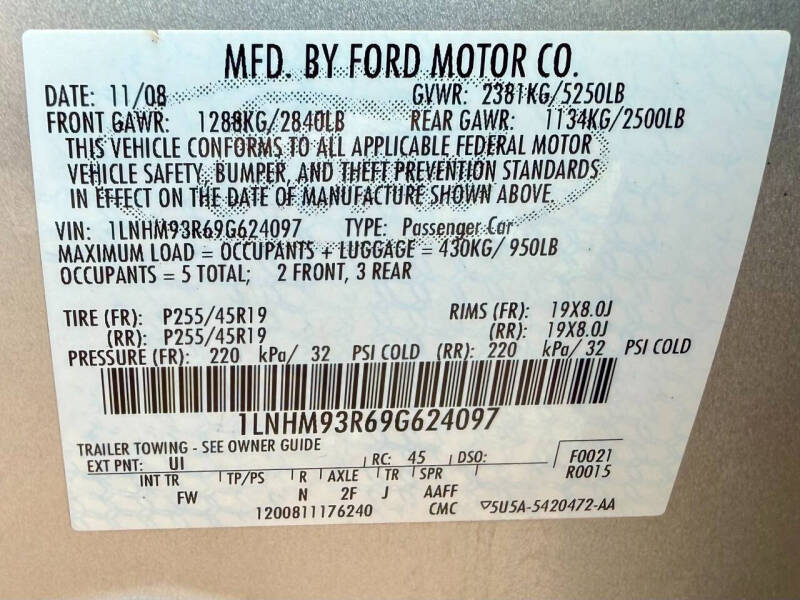 MFD. BY FORD MOTOR CO.
DATE: 11/08 GVWR: 2381KG/5250LB
FRONT GAWR: 1288KG/2840LB REAR GAWR: 1134KG/2500LB
THIS VEHICLE CONFORMS TO ALL APPLICABLE FEDERAL MOTOR
VEHICLE SAFETY, BUMPER, AND THEFT PREVENTION STANDARDS
IN EFFECT ON THE DATE OF MANUFACTURE SHOWN ABOVE.
VIN: 1LNHM93R69G624097 TYPE: Passenger Car
MAXIMUM LOAD = OCCUPANTS + LUGGAGE = 430KG/ 950LB
OCCUPANTS = 5 TOTAL; 2 FRONT, 3 REAR
TIRE (FR): P255/45R19 RIMS (FR): 19X8.0J
(RR): P255/45R19 (RR): 19X8.0J
PRESSURE (FR): 220 kPa/ 32 PSI COLD (RR): 220 kPa/ 32 PSI COLD
1LNHM93R69G624097
TRAILER TOWING - SEE OWNER GUIDE
EXT PNT: UI RC: 45 DSO: F0021
INT TR TP/PS R AXLE TR SPR R0015
FW N 2F J AAFF
1200811176240 CMC ▽5U5A-5420472-AA